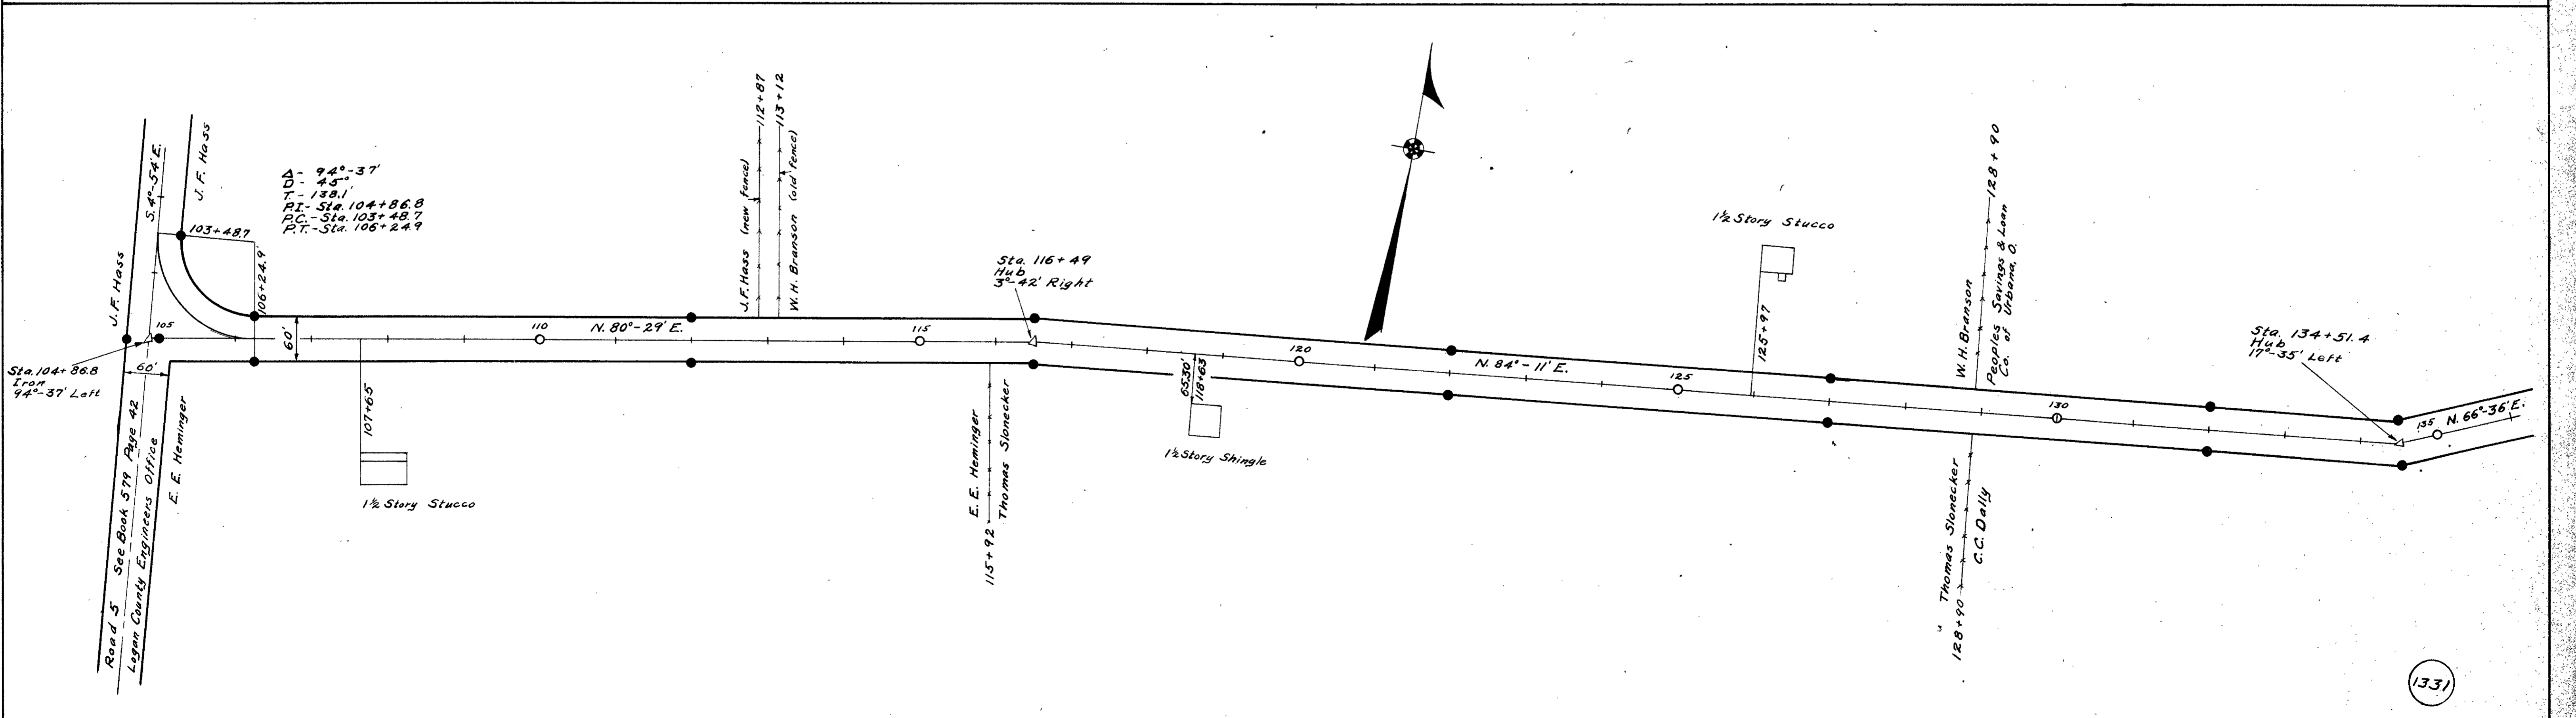 J.F. Hass
S. 4°-54' E.
J.F. Hass
103+48.7
106+24.9'
Δ- 94°-37'
D - 45°
T.- 138.1'
P.I.- Sta. 104+86.8
P.C.- Sta. 103+48.7
P.T.- Sta. 106+24.9
105
60'
60'
Sta. 104+86.8
Iron
94°-37' Left
Road 5 See Book 579 Page 42
Logan County Engineers Office
E. E. Heminger
107+65
1½ Story Stucco
110
N. 80°-29' E.
J.F. Hass (new fence)
112+87
113+12
W.H. Branson (old fence)
115
Sta. 116+49
Hub
3°-42' Right
E. E. Heminger
115+92
Thomas Slonecker
65.30'
118+63
1½ Story Shingle
120
N. 84°-11' E.
125
1½ Story Stucco
125+97
W.H. Branson
128+90
Peoples Savings & Loan
Co. of Urbana, O.
130
Thomas Slonecker
128+90
C.C. Dally
Sta. 134+51.4
Hub
17°-35' Left
135
N. 66°-36' E.
1331